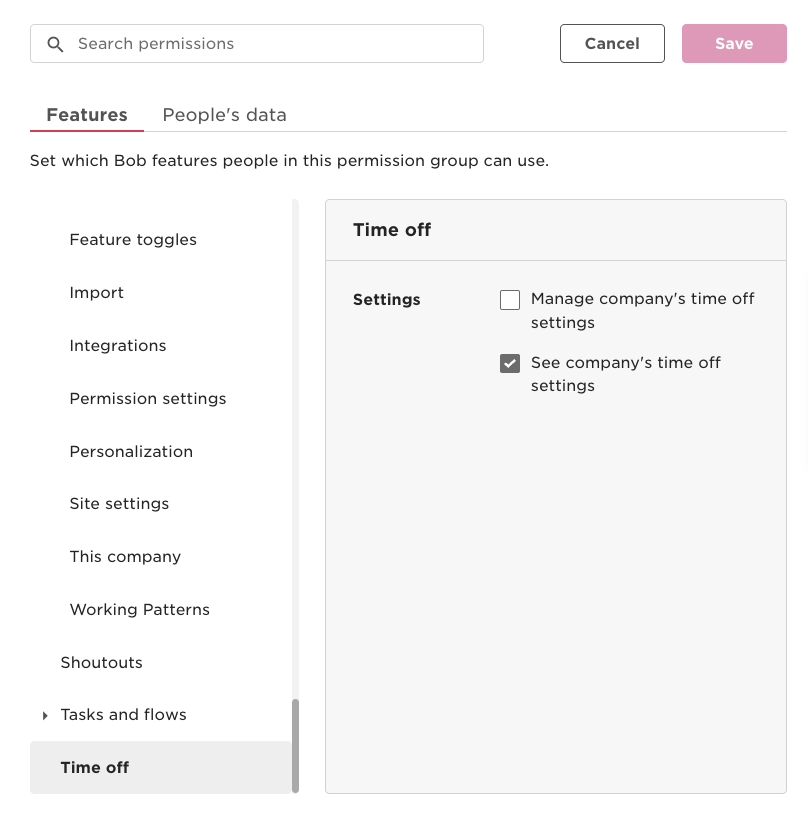 Search permissions
Cancel
Save
Features
People's data
Set which Bob features people in this permission group can use.
Feature toggles
Import
Integrations
Permission settings
Personalization
Site settings
This company
Working Patterns
Shoutouts
Tasks and flows
Time off
Time off
Settings
Manage company's time off
settings
See company's time off
settings